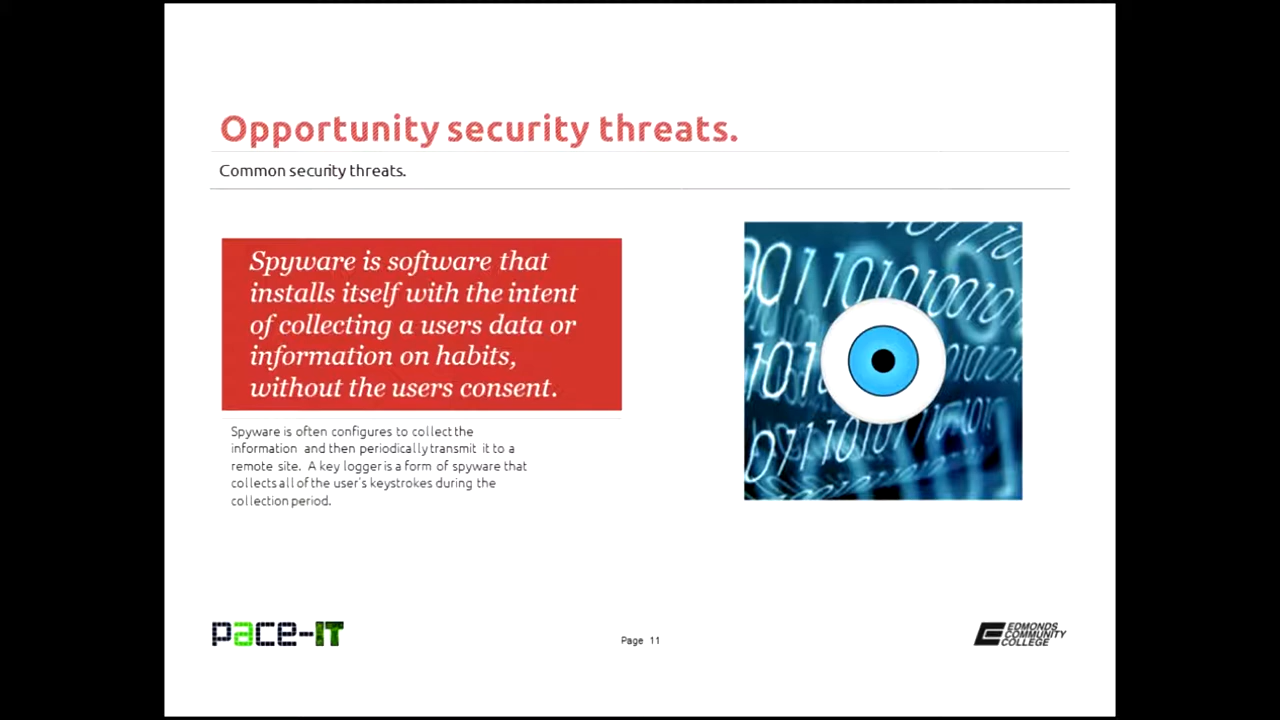 Opportunity security threats.
Common security threats.
Spyware is software that
installs itself with the intent
of collecting a users data or
information on habits,
without the users consent.
Spyware is often configures to collect the
information and then periodically transmit it to a
remote site. A key logger is a form of spyware that
collects all of the user's keystrokes during the
collection period.
pace-IT
Page 11
EDMONDS
COMMUNITY
COLLEGE